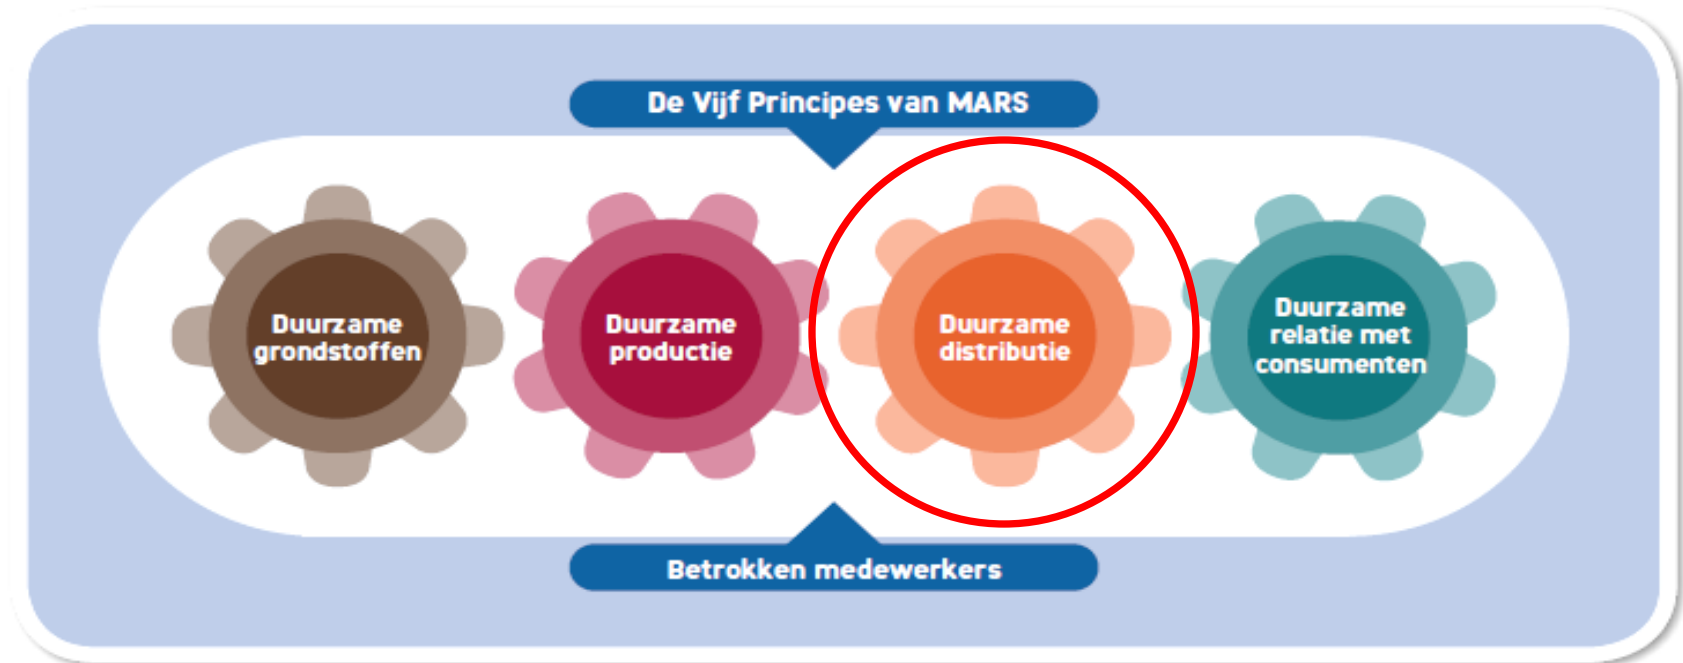 De Vijf Principes van MARS
Duurzame
grondstoffen
Duurzame
productie
Duurzame
distributie
Duurzame
relatie met
consumenten
Betrokken medewerkers